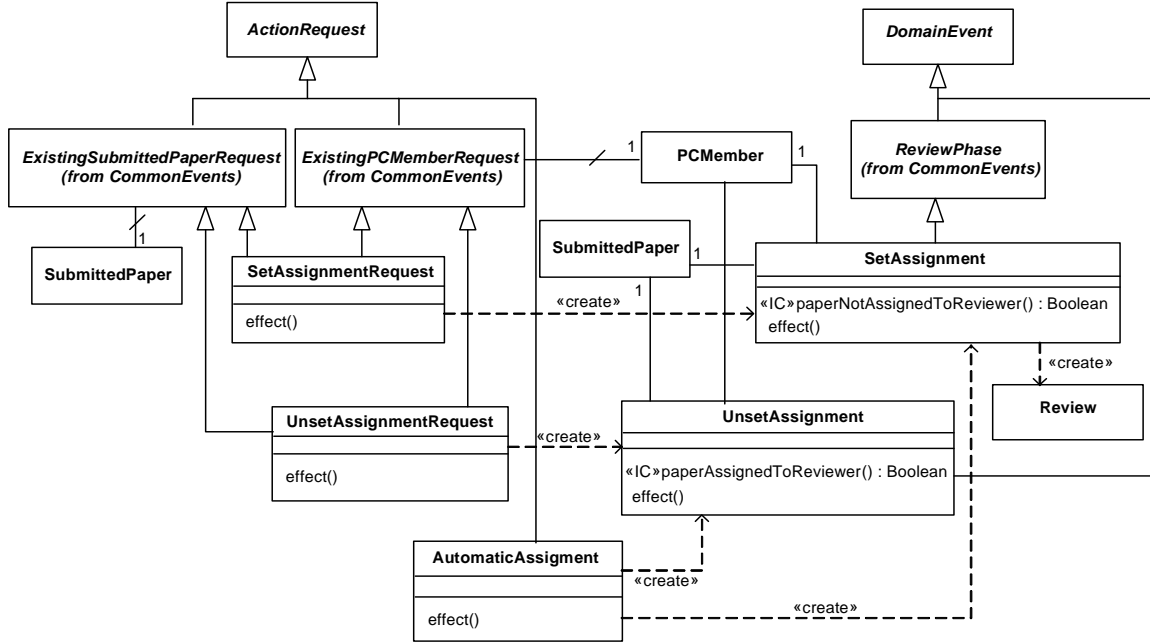 ActionRequest
DomainEvent
ExistingSubmittedPaperRequest
(from CommonEvents)
ExistingPCMemberRequest
(from CommonEvents)
1
PCMember
1
ReviewPhase
(from CommonEvents)
1
SubmittedPaper
SubmittedPaper
1
1
SetAssignmentRequest
effect()
«create»
SetAssignment
«IC»paperNotAssignedToReviewer() : Boolean
effect()
«create»
Review
UnsetAssignmentRequest
effect()
«create»
UnsetAssignment
«IC»paperAssignedToReviewer() : Boolean
effect()
AutomaticAssigment
effect()
«create»
«create»